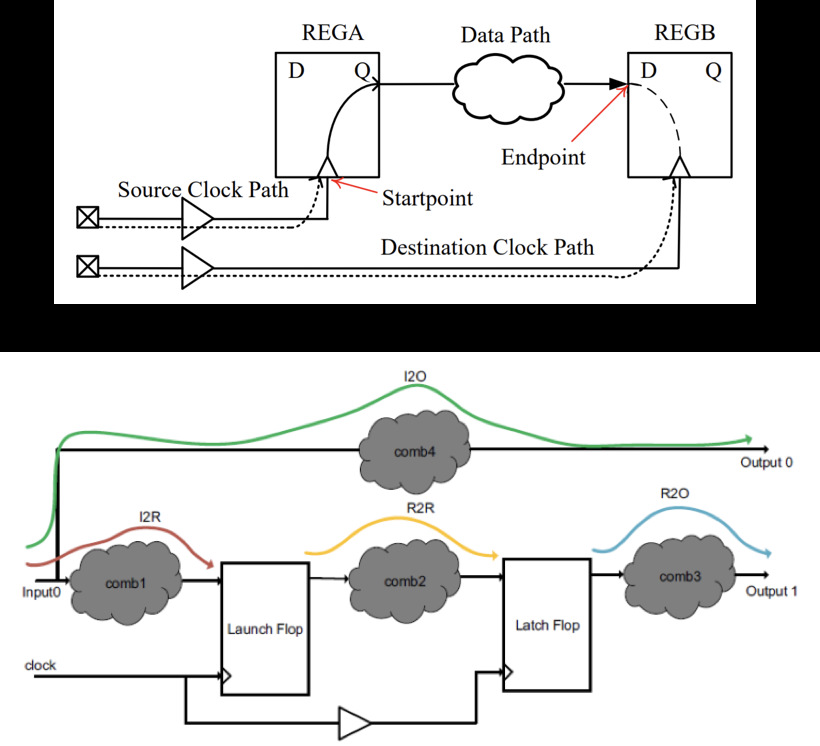 REGA
Data Path
REGB
D
Q
D
Q
Endpoint
Source Clock Path
Startpoint
Destination Clock Path
I2O
comb4
Output 0
I2R
R2R
R2O
comb1
comb2
comb3
Input0
Output 1
Launch Flop
Latch Flop
clock